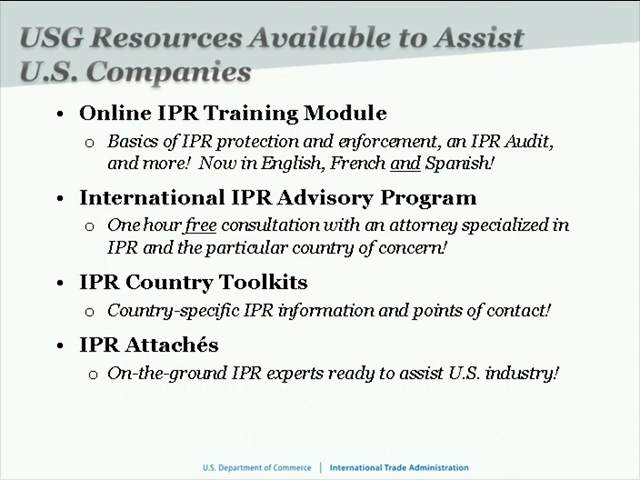 USG Resources Available to Assist
U.S. Companies
• Online IPR Training Module
o Basics of IPR protection and enforcement, an IPR Audit,
and more! Now in English, French and Spanish!
• International IPR Advisory Program
o One hour free consultation with an attorney specialized in
IPR and the particular country of concern!
• IPR Country Toolkits
o Country-specific IPR information and points of contact!
• IPR Attachés
o On-the-ground IPR experts ready to assist U.S. industry!
U.S. Department of Commerce | International Trade Administration